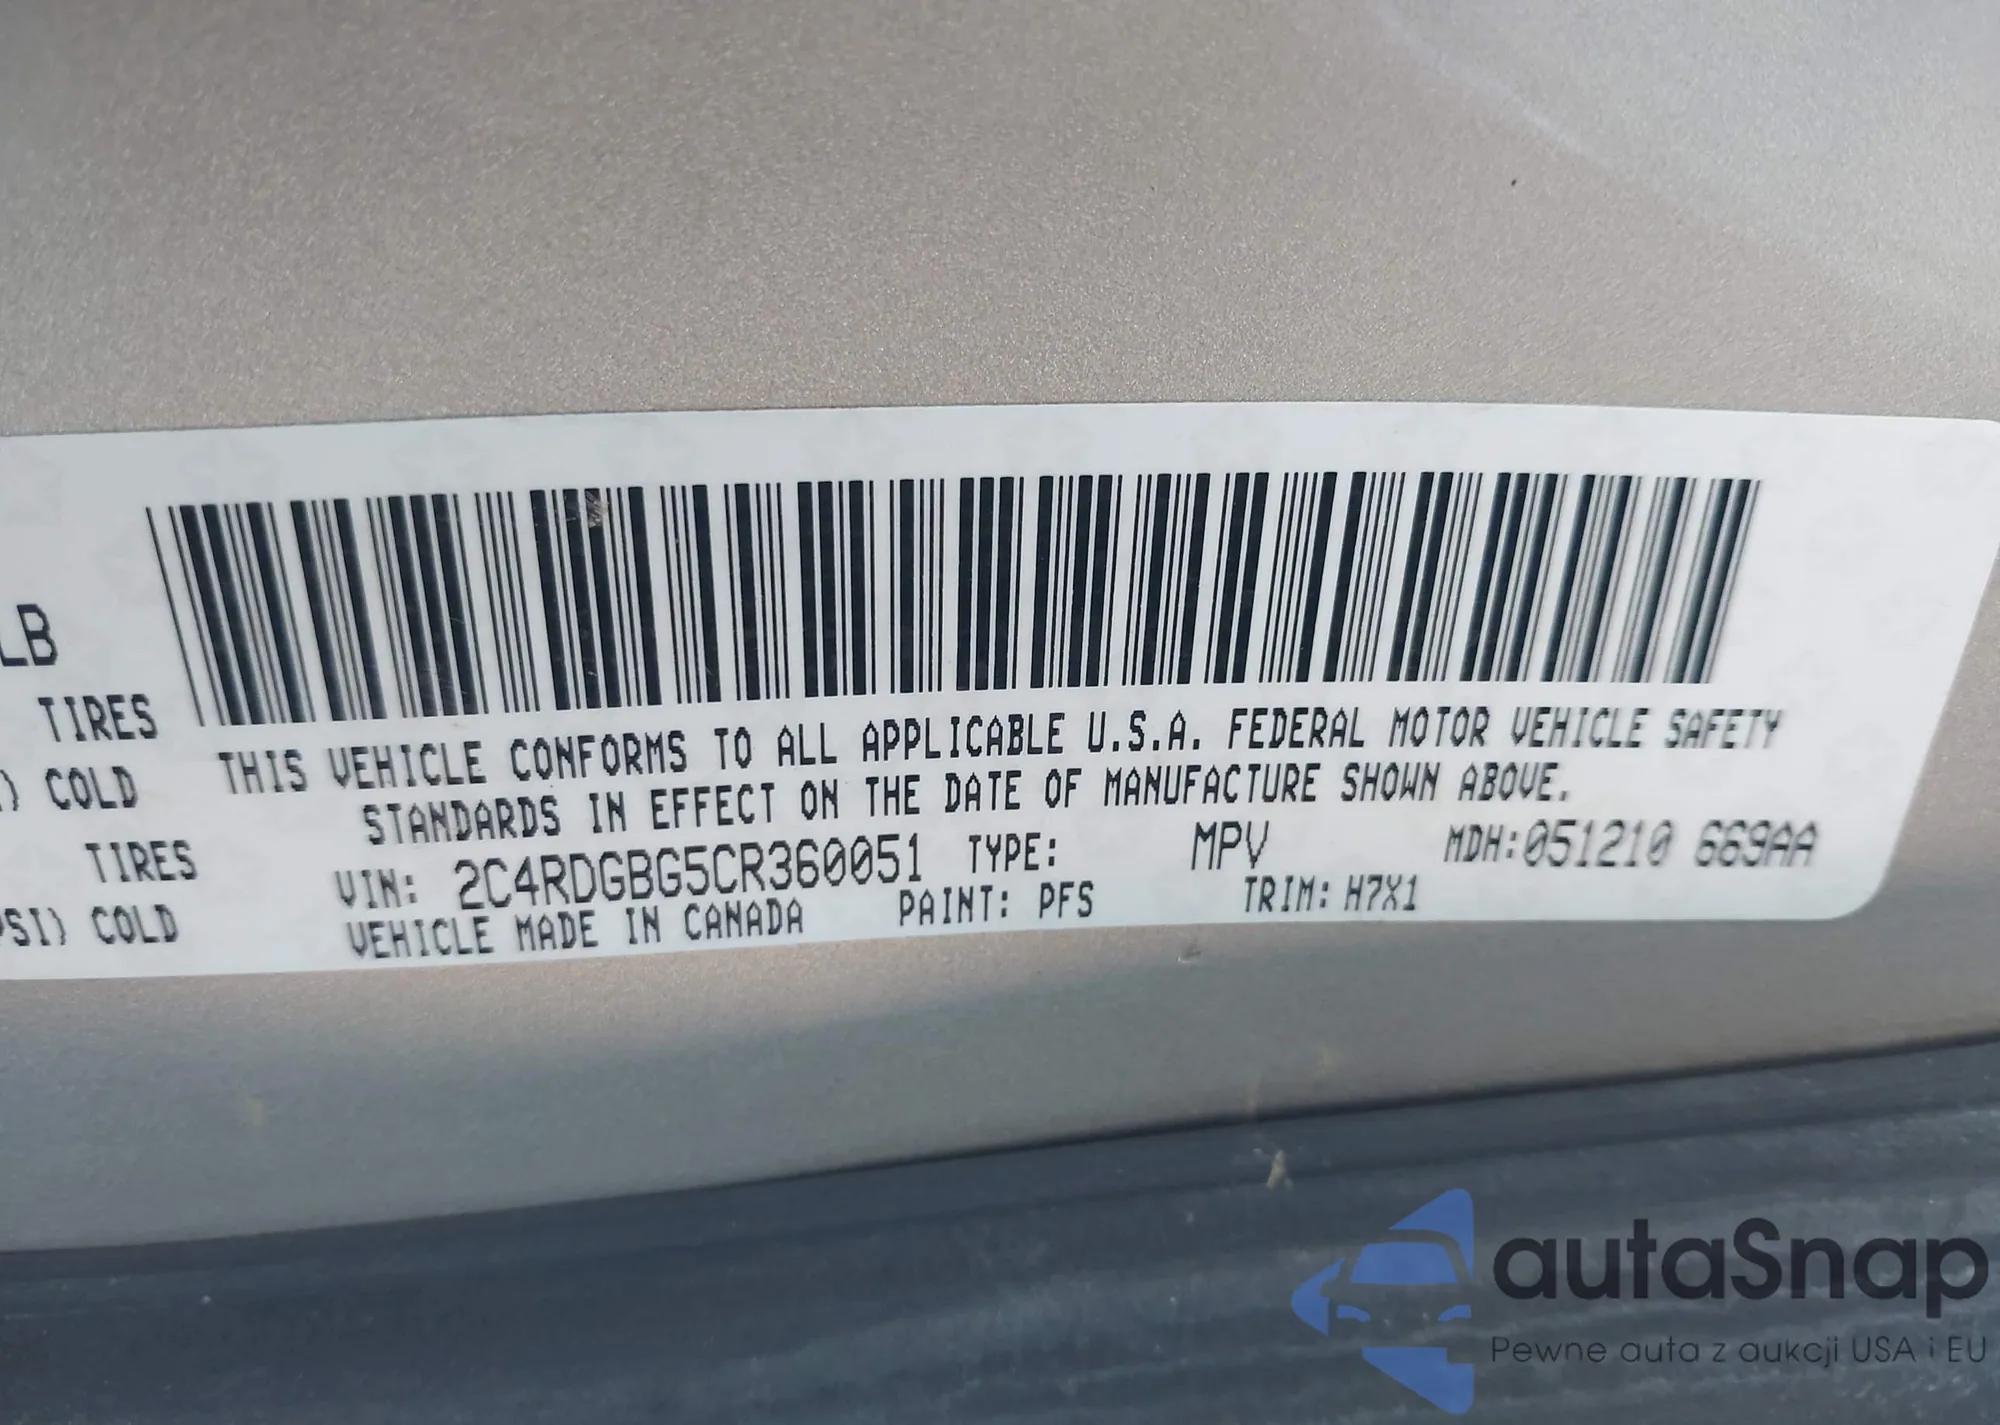 LB
TIRES
) COLD
TIRES
PSI) COLD
THIS VEHICLE CONFORMS TO ALL APPLICABLE U.S.A. FEDERAL MOTOR VEHICLE SAFETY
STANDARDS IN EFFECT ON THE DATE OF MANUFACTURE SHOWN ABOVE.
VIN: 2C4RDGBG5CR360051 TYPE: MPV MDH:051210 669AA
VEHICLE MADE IN CANADA PAINT: PFS TRIM: H7X1
autaSnap
Pewne auta z aukcji USA i EU